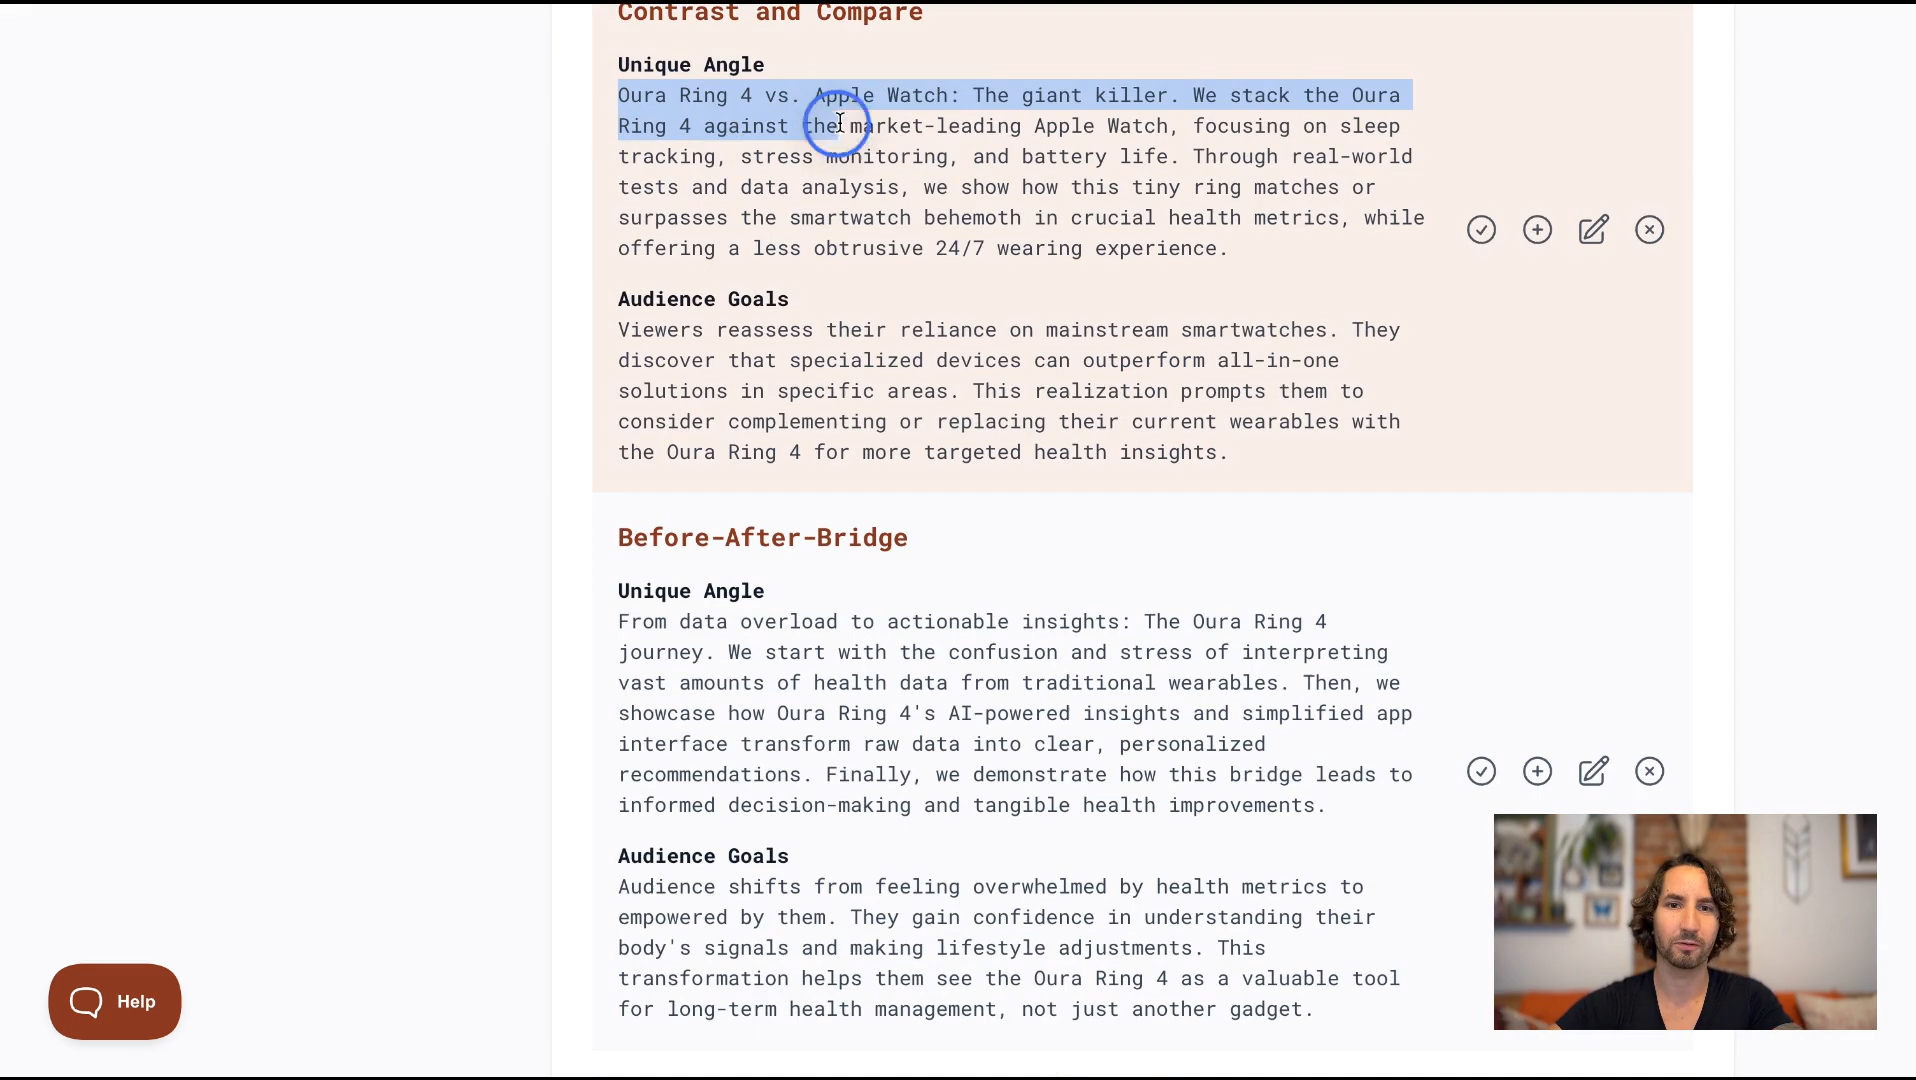 Contrast and Compare
Unique Angle
Oura Ring 4 vs. Apple Watch: The giant killer. We stack the Oura
Ring 4 against the market-leading Apple Watch, focusing on sleep
tracking, stress monitoring, and battery life. Through real-world
tests and data analysis, we show how this tiny ring matches or
surpasses the smartwatch behemoth in crucial health metrics, while
offering a less obtrusive 24/7 wearing experience.
Audience Goals
Viewers reassess their reliance on mainstream smartwatches. They
discover that specialized devices can outperform all-in-one
solutions in specific areas. This realization prompts them to
consider complementing or replacing their current wearables with
the Oura Ring 4 for more targeted health insights.
Before-After-Bridge
Unique Angle
From data overload to actionable insights: The Oura Ring 4
journey. We start with the confusion and stress of interpreting
vast amounts of health data from traditional wearables. Then, we
showcase how Oura Ring 4's AI-powered insights and simplified app
interface transform raw data into clear, personalized
recommendations. Finally, we demonstrate how this bridge leads to
informed decision-making and tangible health improvements.
Audience Goals
Audience shifts from feeling overwhelmed by health metrics to
empowered by them. They gain confidence in understanding their
body's signals and making lifestyle adjustments. This
transformation helps them see the Oura Ring 4 as a valuable tool
for long-term health management, not just another gadget.
Help